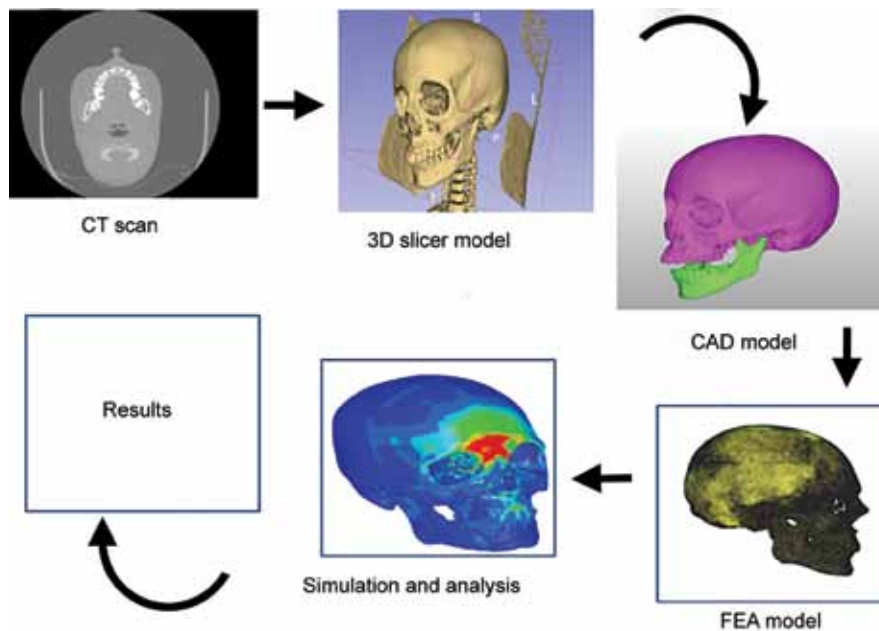 CT scan
3D slicer model
CAD model
FEA model
Simulation and analysis
Results